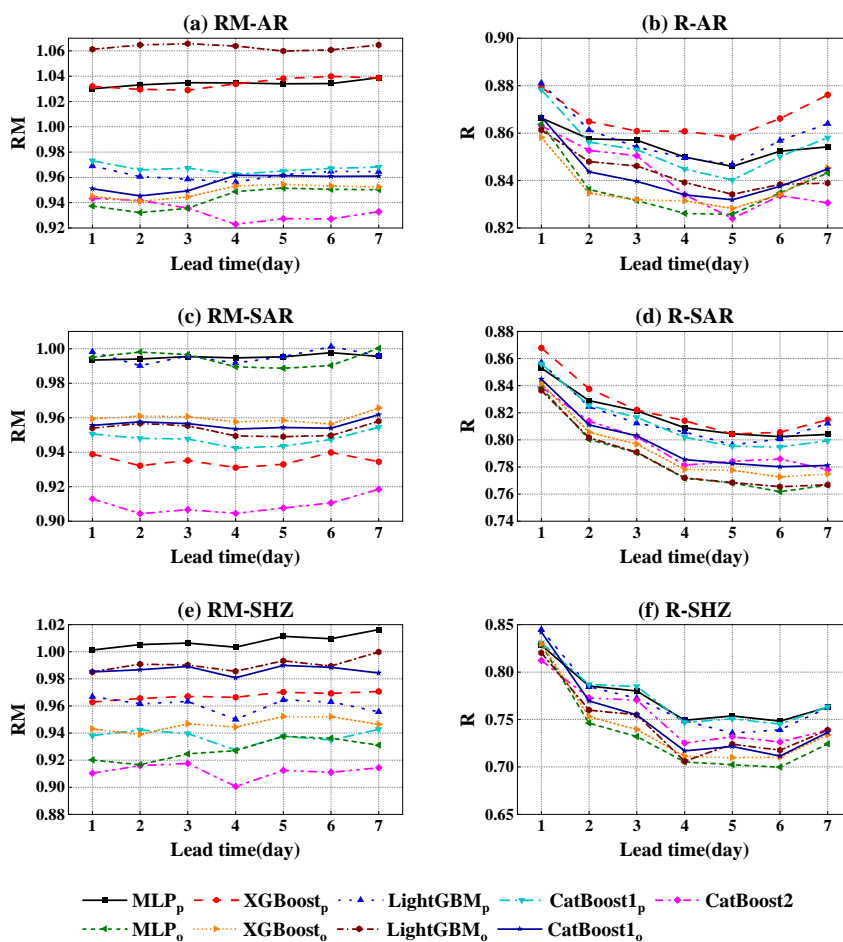 (a) RM-AR
(b) R-AR
1.06
1.04
1.02
1.00
0.98
0.96
0.94
0.92
RM
1 2 3 4 5 6 7
Lead time(day)
0.90
0.88
0.86
0.84
0.82
R
1 2 3 4 5 6 7
Lead time(day)
(c) RM-SAR
(d) R-SAR
1.00
0.98
0.96
0.94
0.92
0.90
RM
1 2 3 4 5 6 7
Lead time(day)
0.88
0.86
0.84
0.82
0.80
0.78
0.76
0.74
R
1 2 3 4 5 6 7
Lead time(day)
(e) RM-SHZ
(f) R-SHZ
1.02
1.00
0.98
0.96
0.94
0.92
0.90
0.88
RM
1 2 3 4 5 6 7
Lead time(day)
0.85
0.80
0.75
0.70
0.65
R
1 2 3 4 5 6 7
Lead time(day)
MLPp XGBoostp LightGBMp CatBoost1p CatBoost2
MLPo XGBoosto LightGBMo CatBoost1o